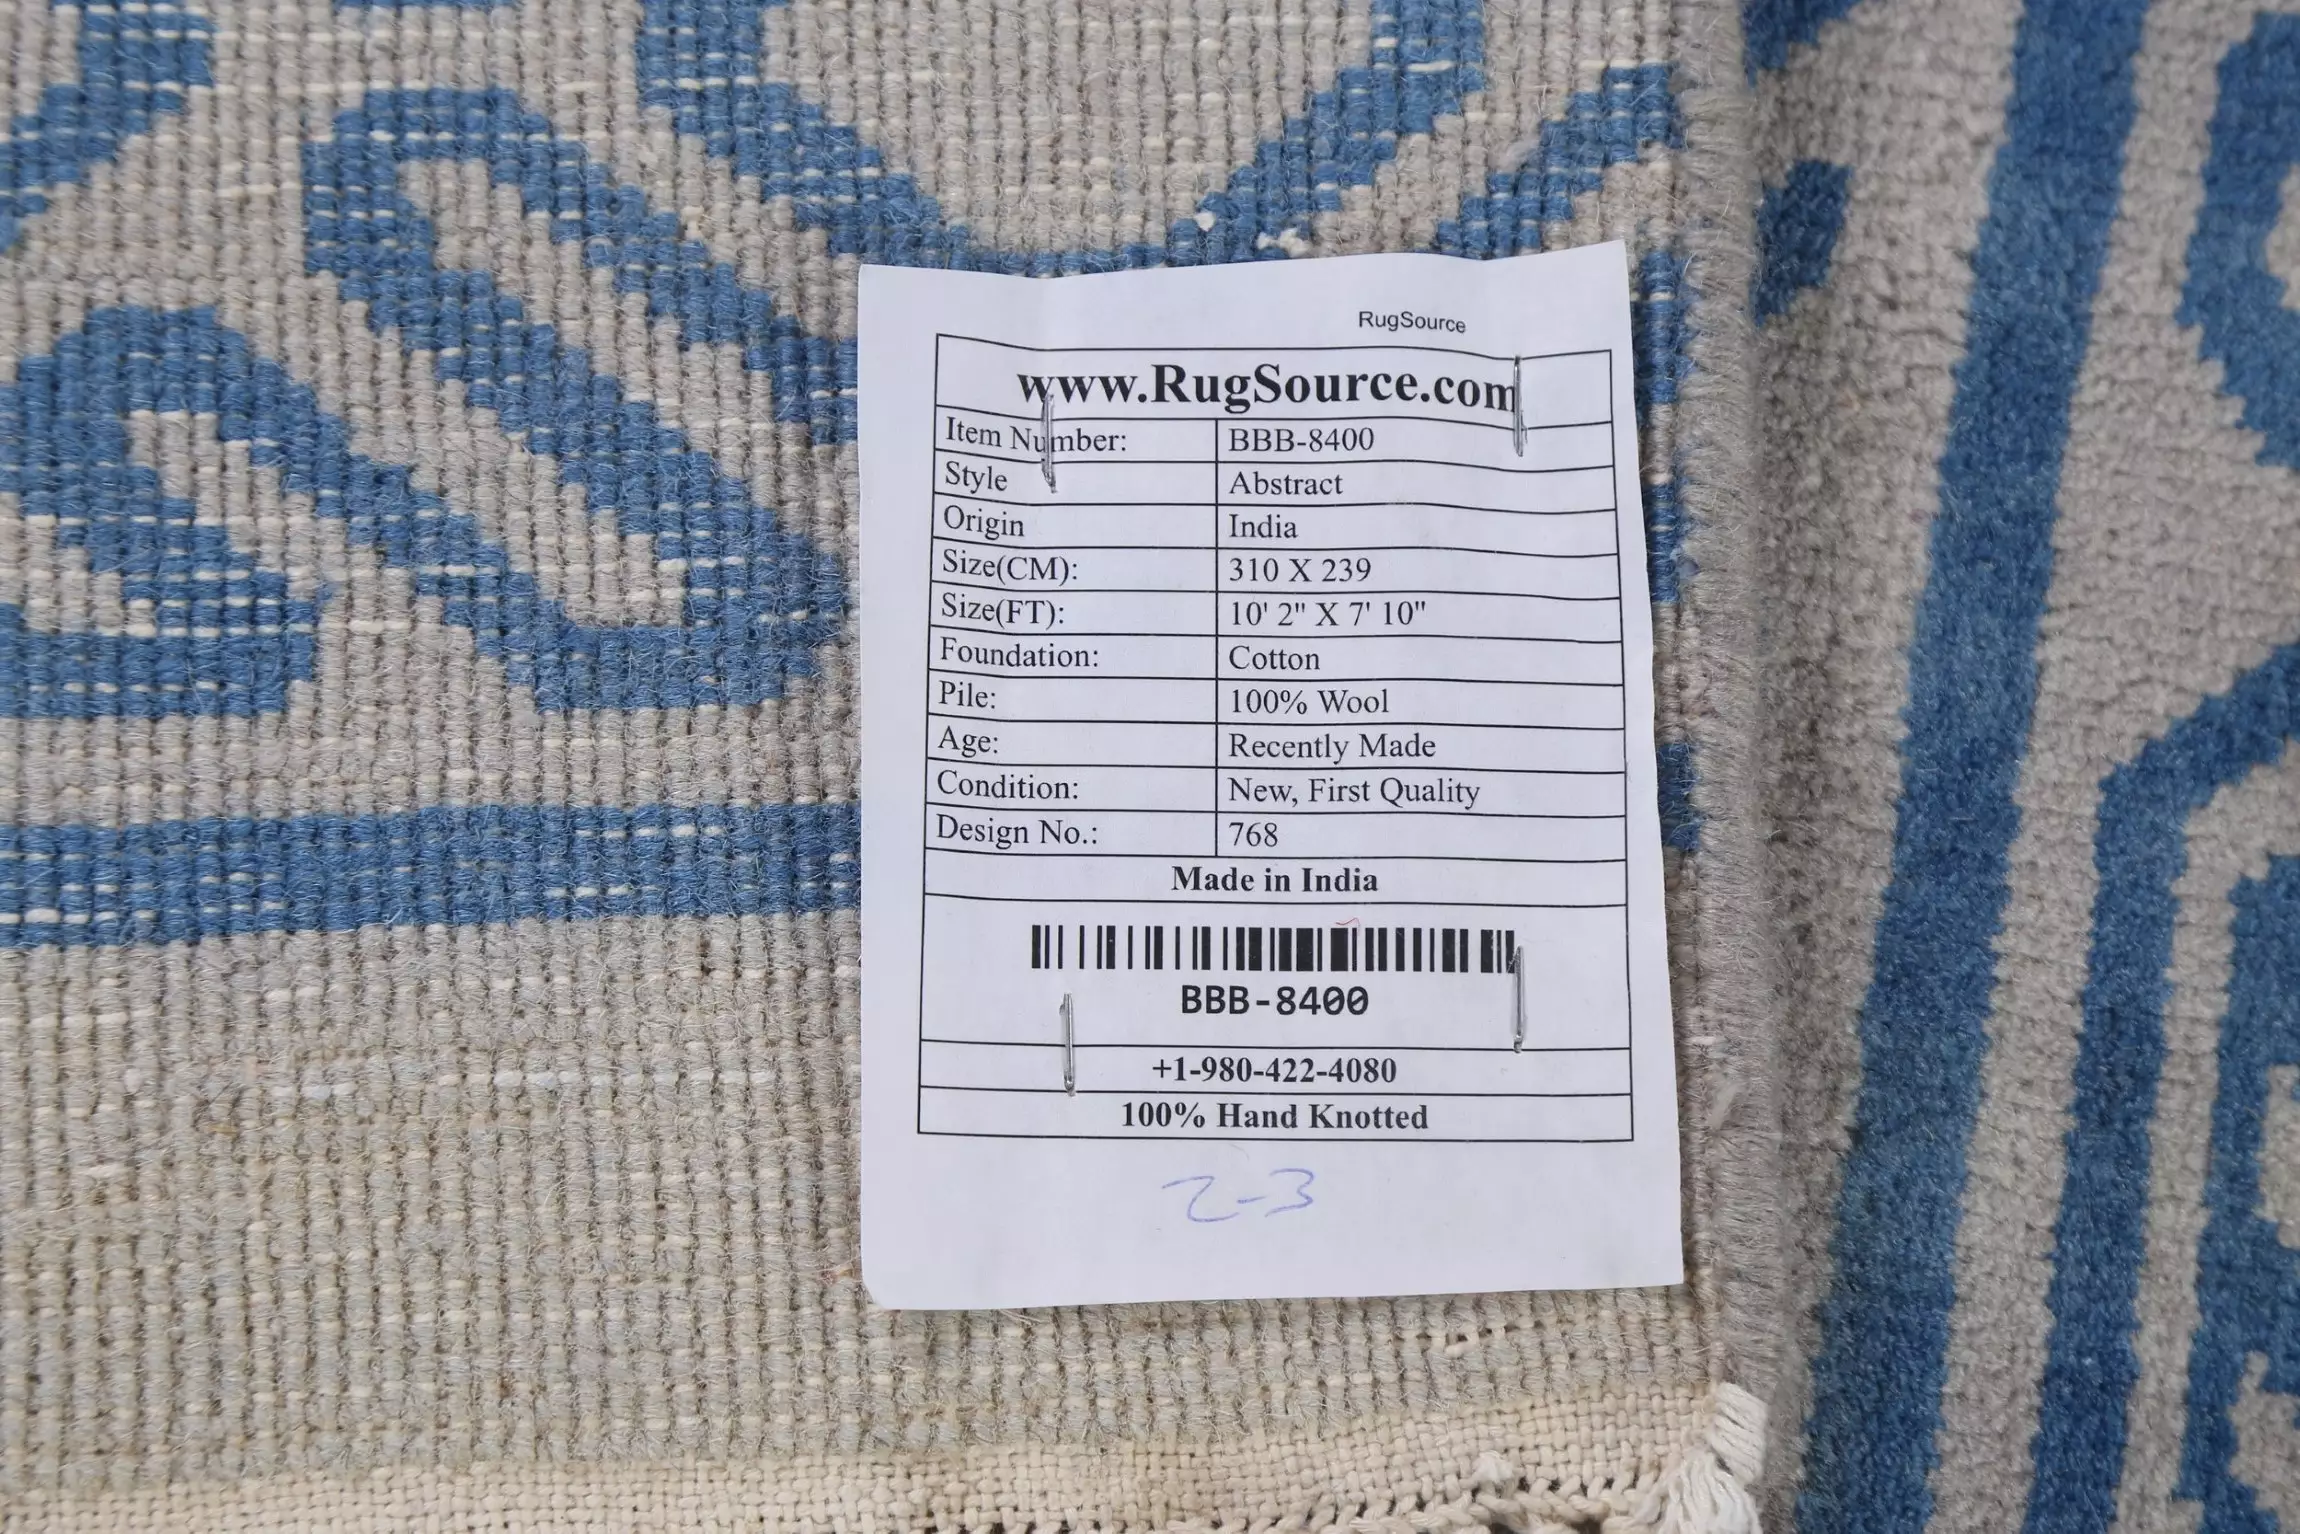 RugSource
www.RugSource.com
Item Number: BBB-8400
Style Abstract
Origin India
Size(CM): 310 X 239
Size(FT): 10' 2" X 7' 10"
Foundation: Cotton
Pile: 100% Wool
Age: Recently Made
Condition: New, First Quality
Design No.: 768
Made in India
BBB-8400
+1-980-422-4080
100% Hand Knotted
2-3